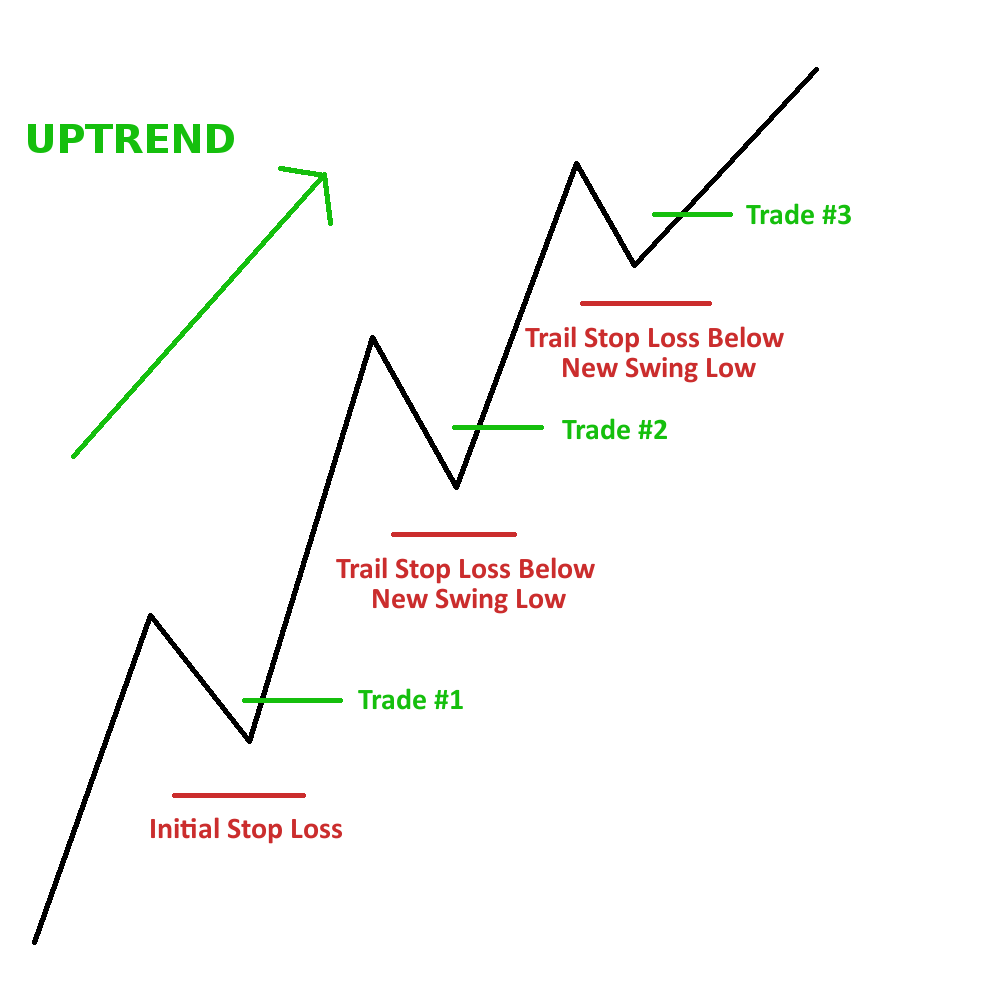 UPTREND
Trade #3
Trail Stop Loss Below
New Swing Low
Trade #2
Trail Stop Loss Below
New Swing Low
Trade #1
Initial Stop Loss